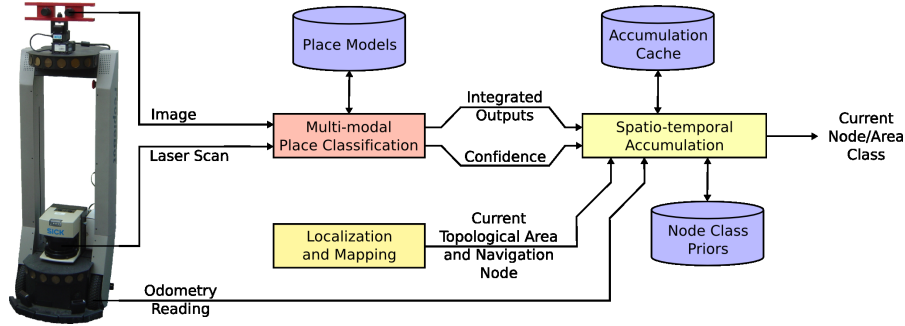 Place Models
Accumulation
Cache
Image
Laser Scan
Multi-modal
Place Classification
Integrated
Outputs
Confidence
Spatio-temporal
Accumulation
Current
Node/Area
Class
SICK
Localization
and Mapping
Current
Topological Area
and Navigation
Node
Node Class
Priors
Odometry
Reading